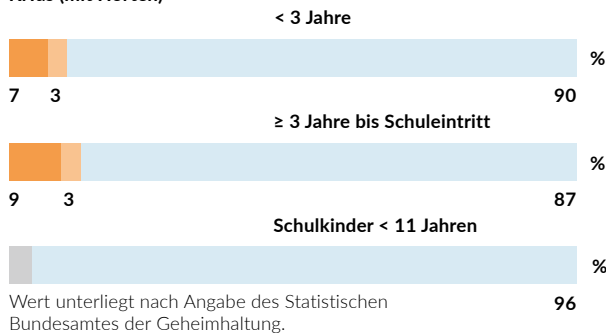 < 3 Jahre
%
7 3 90
≥ 3 Jahre bis Schuleintritt
%
9 3 87
Schulkinder < 11 Jahren
%
Wert unterliegt nach Angabe des Statistischen 96
Bundesamtes der Geheimhaltung.